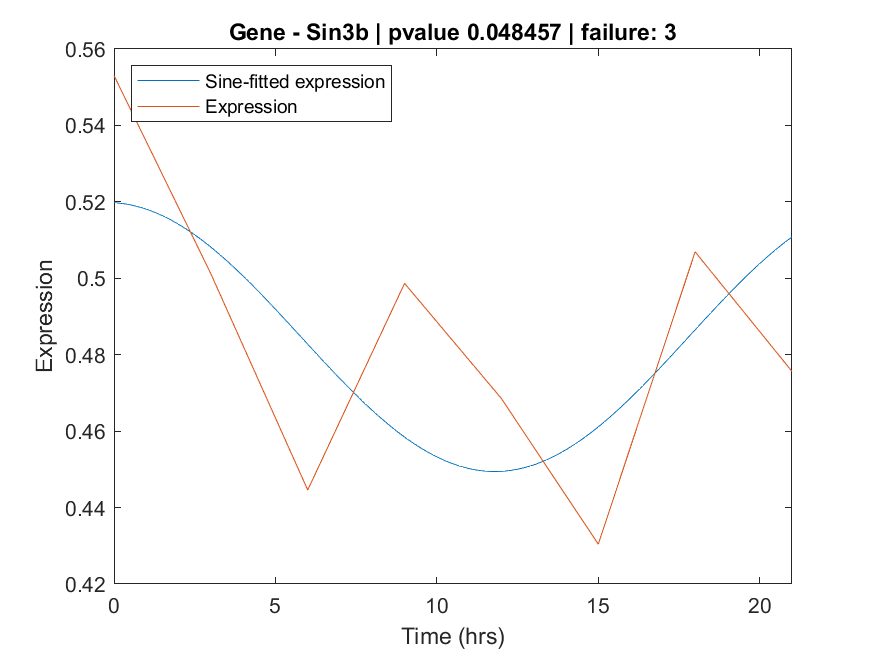 Gene - Sin3b | pvalue 0.048457 | failure: 3
0.56
0.54
0.52
0.5
0.48
0.46
0.44
0.42
Expression
Sine-fitted expression
Expression
0
5
10
15
20
Time (hrs)